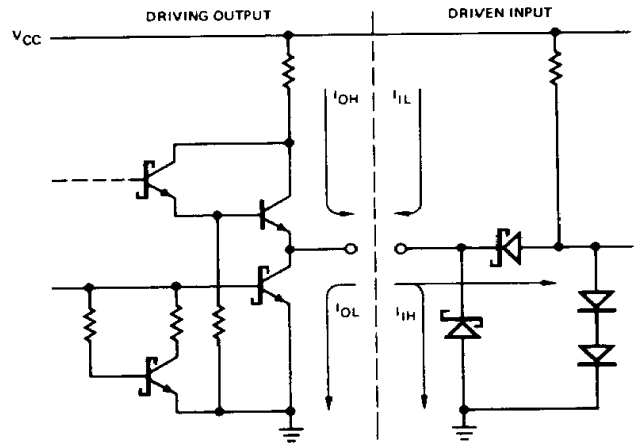 DRIVING OUTPUT
DRIVEN INPUT
VCC
IOH
IIL
IOL
IIH